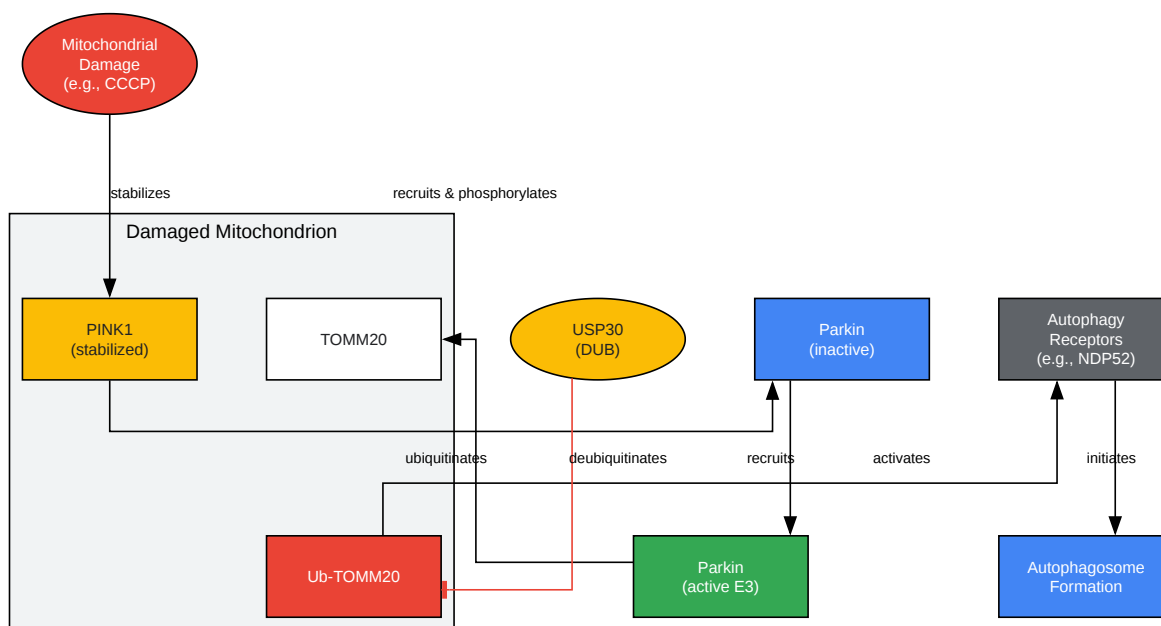 Mitochondrial
Damage
(e.g., CCCP)
stabilizes
recruits & phosphorylates
Damaged Mitochondrion
PINK1
(stabilized)
TOMM20
USP30
(DUB)
Parkin
(inactive)
Autophagy
Receptors
(e.g., NDP52)
ubiquitinates
deubiquitinates
recruits
activates
initiates
Ub-TOMM20
Parkin
(active E3)
Autophagosome
Formation